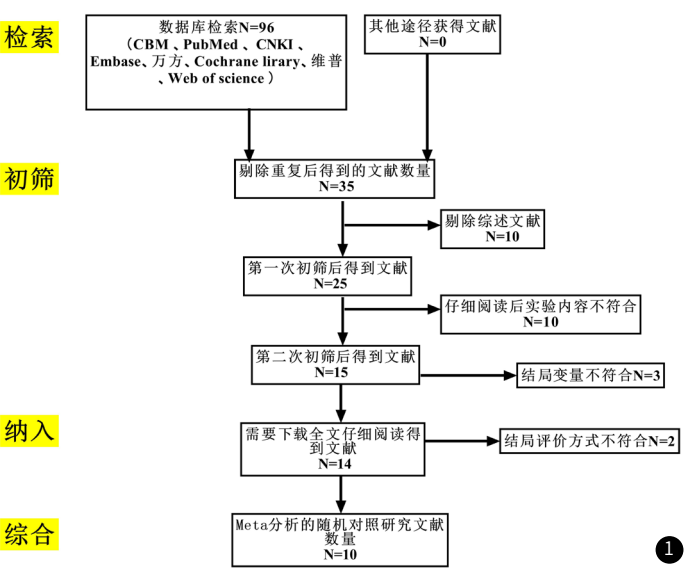 检索
数据库检索N=96
（CBM 、PubMed 、CNKI 、
Embase、万方、Cochrane lirary、维普
、Web of science ）
其他途径获得文献
N=0
初筛
剔除重复后得到的文献数量
N=35
剔除综述文献
N=10
第一次初筛后得到文献
N=25
仔细阅读后实验内容不符合
N=10
第二次初筛后得到文献
N=15
结局变量不符合N=3
纳入
需要下载全文仔细阅读得
到文献
N=14
结局评价方式不符合N=2
综合
Meta分析的随机对照研究文献
数量
N=10
1